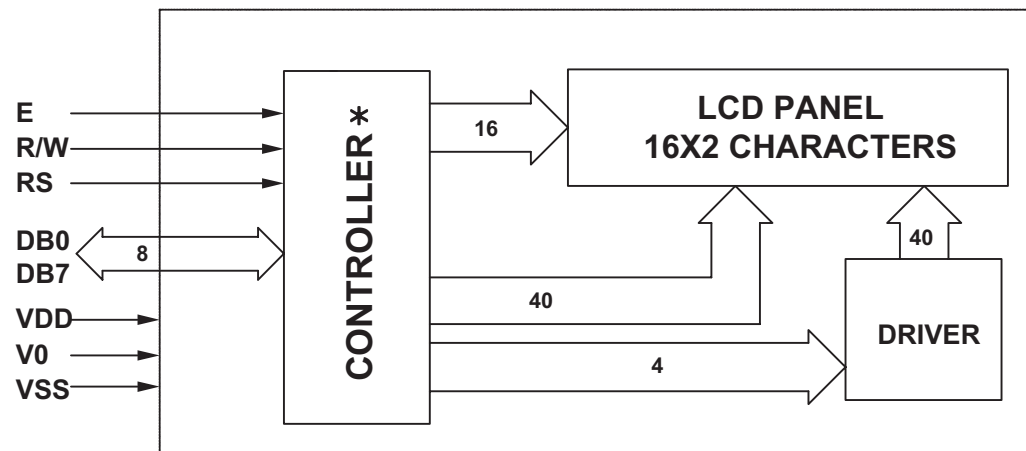 E
R/W
RS
DB0
DB7
VDD
V0
VSS
8
CONTROLLER*
16
LCD PANEL
16X2 CHARACTERS
40
40
4
DRIVER